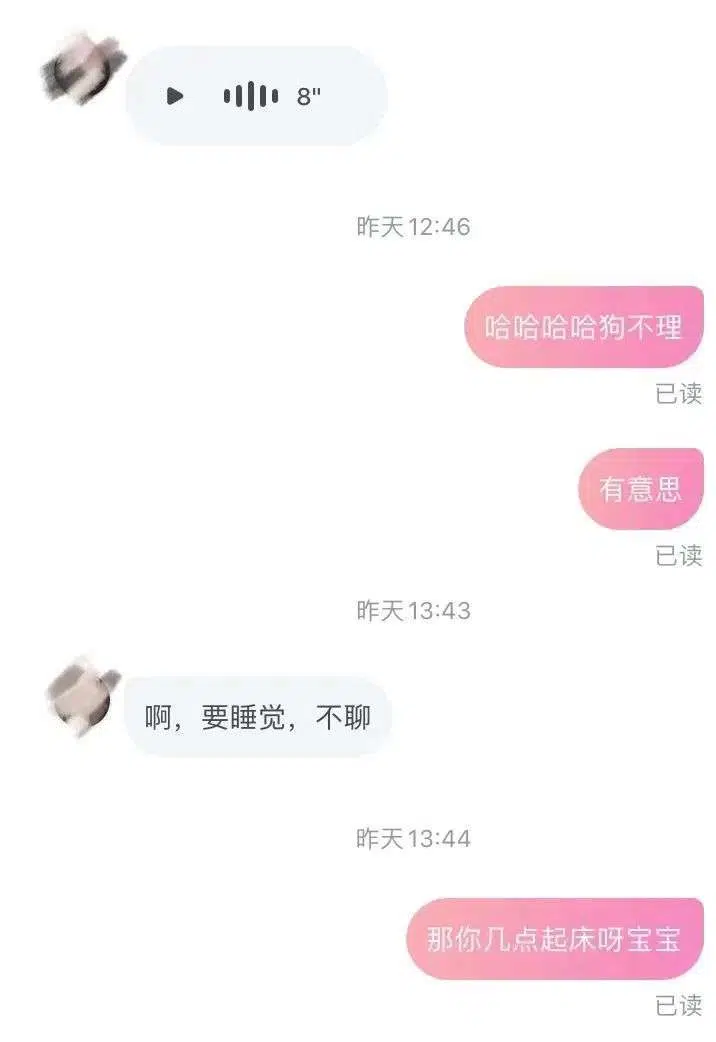 8"
昨天12:46
哈哈哈哈狗不理
已读
有意思
已读
昨天13:43
啊，要睡觉，不聊
昨天13:44
那你几点起床呀宝宝
已读